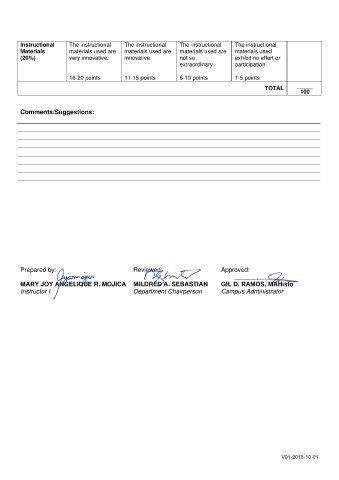 Instructional Materials (20%)
The instructional materials used are very innovative.
16-20 points
The instructional materials used are innovative.
11-15 points
The instructional materials used are not so extraordinary.
6-10 points
The instructional materials used exhibit no effort or participation.
1-5 points
TOTAL
100
Comments/Suggestions:
Prepared by: Reviewed: Approved:
MARY JOY ANGELIQUE R. MOJICA MILDRED A. SEBASTIAN GIL D. RAMOS, MAHisto
Instructor I Department Chairperson Campus Administrator
V01-2018-10-01